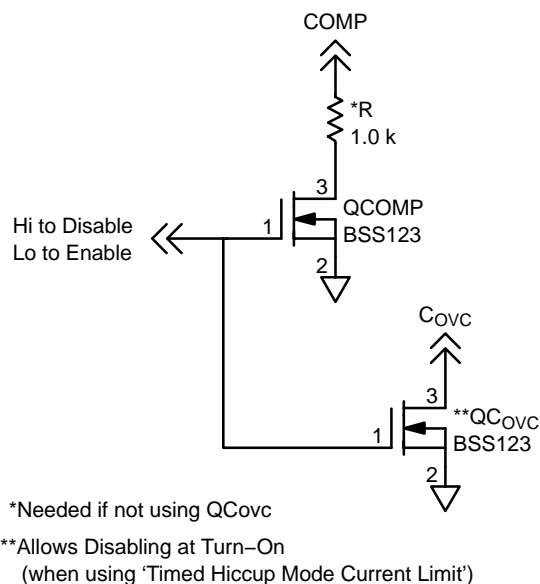 COMP
*R
1.0 k
3
QCOMP
BSS123
1
2
Hi to Disable
Lo to Enable
COVC
3
**QCOVC
BSS123
1
2
*Needed if not using QCovc
**Allows Disabling at Turn−On
(when using ‘Timed Hiccup Mode Current Limit’)